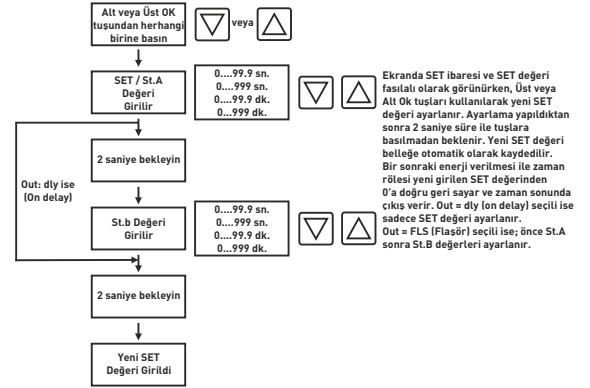 Alt veya Üst OK
tuşundan herhangi
birine basın
veya
SET / St.A
Değeri
Girilir
0....99.9 sn.
0....999 sn.
0...99.9 dk.
0...999 dk.
2 saniye bekleyin
Out: dly ise
(On delay)
St.b Değeri
Girilir
0....99.9 sn.
0....999 sn.
0...99.9 dk.
0...999 dk.
2 saniye bekleyin
Yeni SET
Değeri Girildi
Ekranda SET ibaresi ve SET değeri
fasılalı olarak görünürken, Üst veya
Alt Ok tuşları kullanılarak yeni SET
değeri ayarlanır. Ayarlama yapıldıktan
sonra 2 saniye süre ile tuşlara
basılmadan beklenir. Yeni SET değeri
belleğe otomatik olarak kaydedilir.
Bir sonraki enerji verilmesi ile zaman
rölesi yeni girilen SET değerinden
0'a doğru geri sayar ve zaman sonunda
çıkış verir. Out = dly (on delay) seçili ise
sadece SET değeri ayarlanır.
Out = FLS (Flaşör) seçili ise; önce St.A
sonra St.B değerleri ayarlanır.